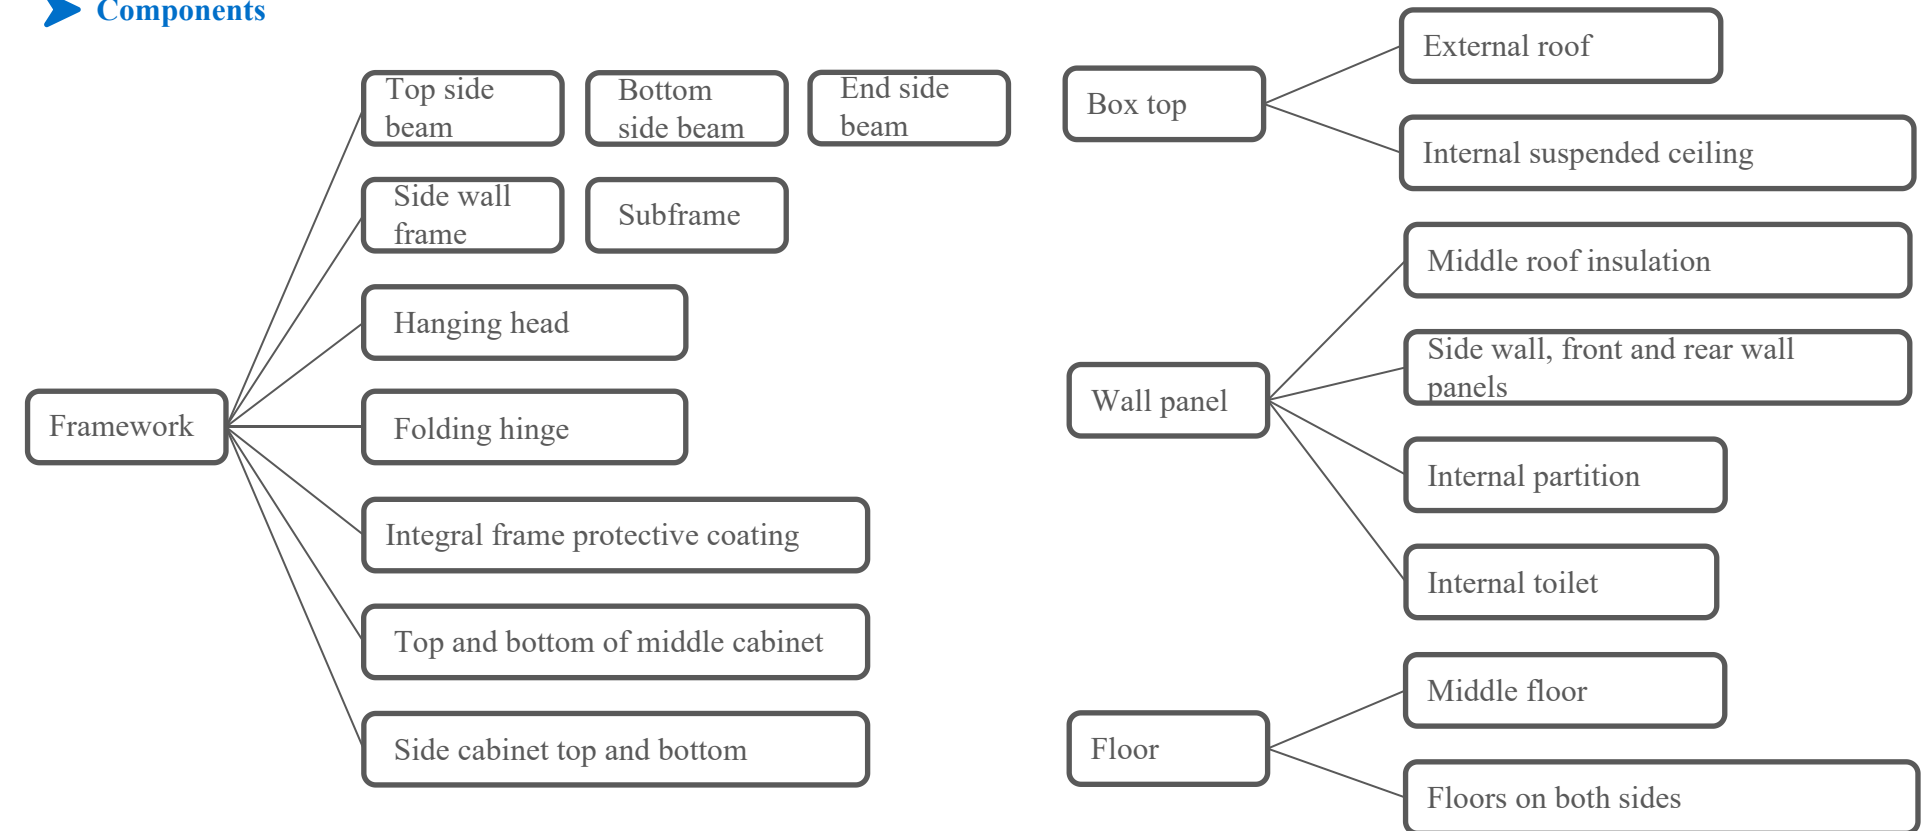 Components
Top side
beam
Bottom
side beam
End side
beam
Side wall
frame
Subframe
Hanging head
Framework
Folding hinge
Integral frame protective coating
Top and bottom of middle cabinet
Side cabinet top and bottom
Box top
External roof
Internal suspended ceiling
Wall panel
Middle roof insulation
Side wall, front and rear wall
panels
Internal partition
Internal toilet
Floor
Middle floor
Floors on both sides